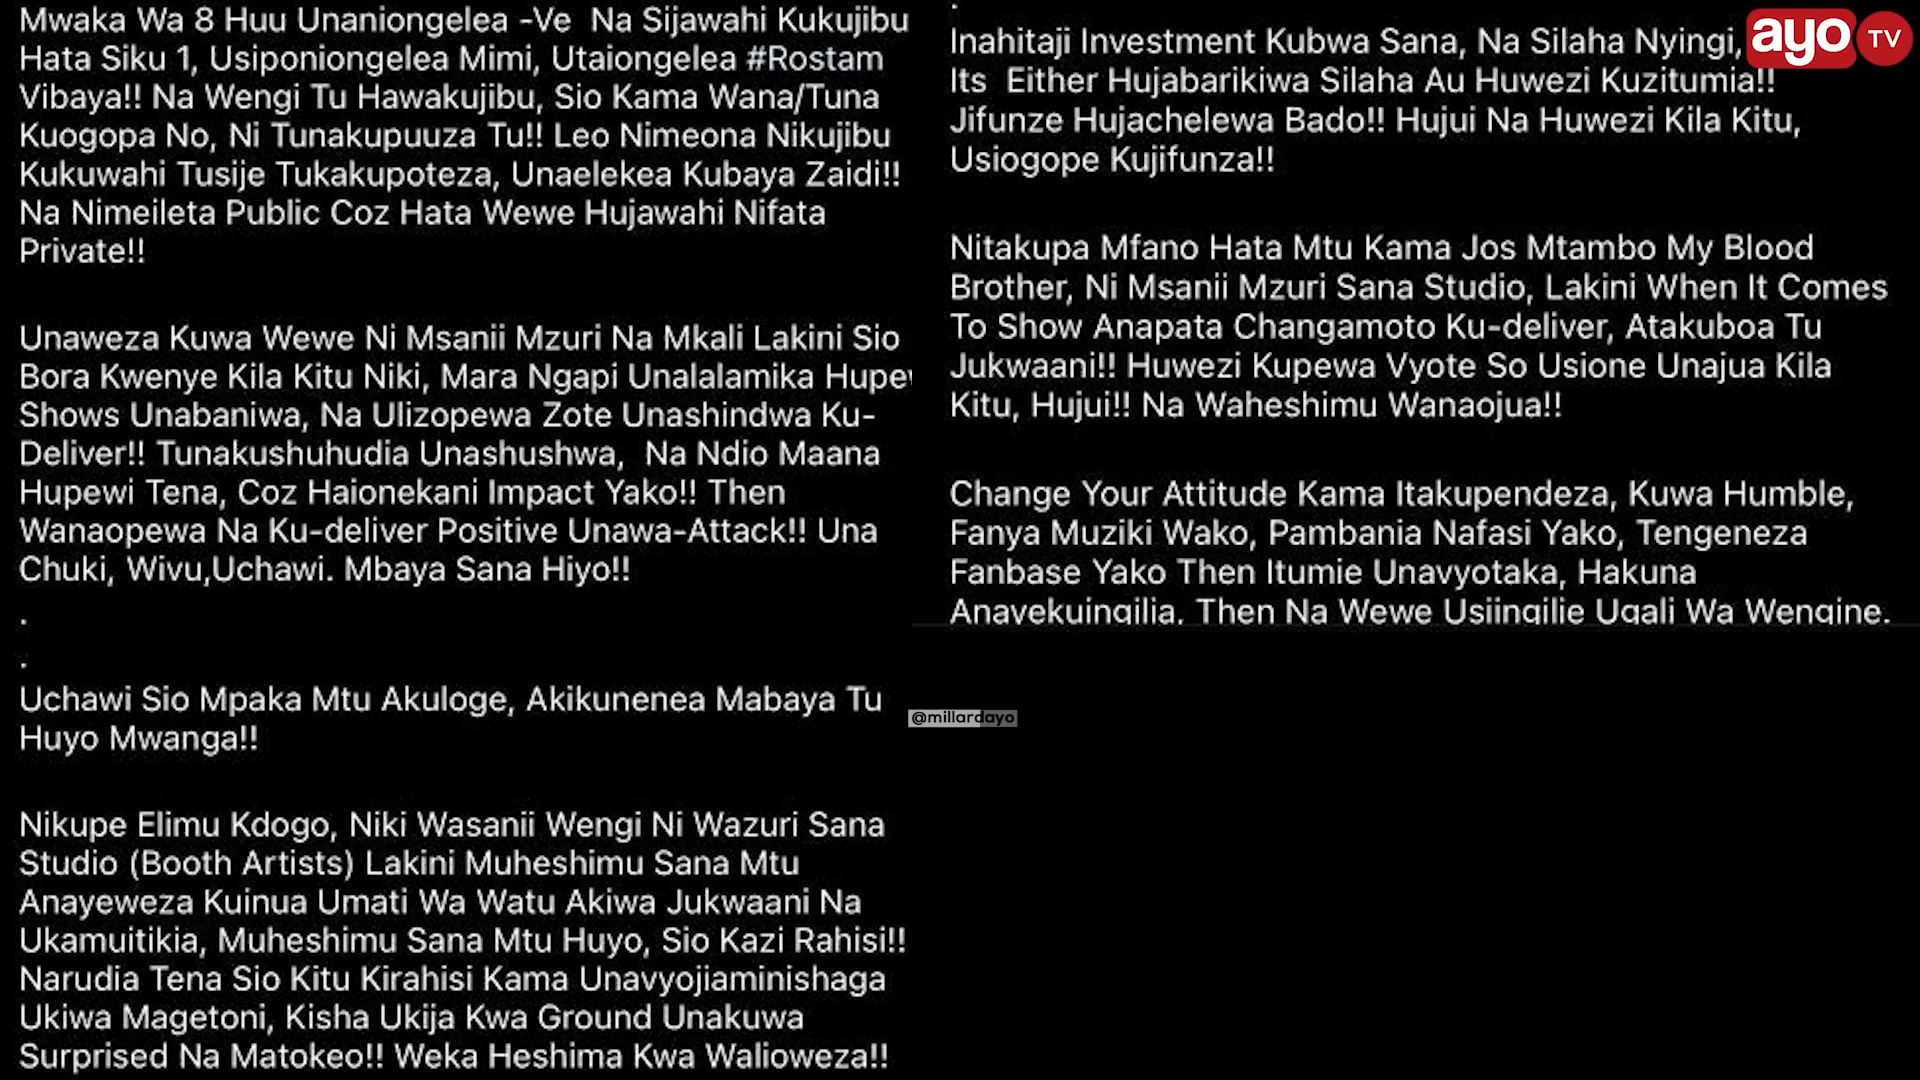 Mwaka Wa 8 Huu Unaniongelea -Ve Na Sijawahi Kukujibu
Hata Siku 1, Usiponiongelea Mimi, Utaiongelea #Rostam
Vibaya!! Na Wengi Tu Hawakujibu, Sio Kama Wana/Tuna
Kuogopa No, Ni Tunakupuuza Tu!! Leo Nimeona Nikujibu
Kukuwahi Tusije Tukakupoteza, Unaelekea Kubaya Zaidi!!
Na Nimeileta Public Coz Hata Wewe Hujawahi Nifata
Private!!
Unaweza Kuwa Wewe Ni Msanii Mzuri Na Mkali Lakini Sio
Bora Kwenye Kila Kitu Niki, Mara Ngapi Unalalamika
Shows Unabaniwa, Na Ulizopewa Zote Unashindwa Ku-
Deliver!! Tunakushuhudia Unashushwa, Na Ndio Maana
Hupewi Tena, Coz Haionekani Impact Yako!! Then
Wanaopewa Na Ku-deliver Positive Unawa-Attack!! Una
Chuki, Wivu,Uchawi. Mbaya Sana Hiyo!!
.
.
Uchawi Sio Mpaka Mtu Akuloge, Akikunenea Mabaya Tu
Huyo Mwanga!!
Nikupe Elimu Kdogo, Niki Wasanii Wengi Ni Wazuri Sana
Studio (Booth Artists) Lakini Muheshimu Sana Mtu
Anayeweza Kuinua Umati Wa Watu Akiwa Jukwaani Na
Ukamuitikia, Muheshimu Sana Mtu Huyo, Sio Kazi Rahisi!!
Narudia Tena Sio Kitu Kirahisi Kama Unavyojiaminishaga
Ukiwa Magetoni, Kisha Ukija Kwa Ground Unakuwa
Surprised Na Matokeo!! Weka Heshima Kwa Walioweza!!
.
Inahitaji Investment Kubwa Sana, Na Silaha Nyingi,
Its Either Hujabarikiwa Silaha Au Huwezi Kuzitumia!!
Jifunze Hujachelewa Bado!! Hujui Na Huwezi Kila Kitu,
Usiogope Kujifunza!!
Nitakupa Mfano Hata Mtu Kama Jos Mtambo My Blood
Brother, Ni Msanii Mzuri Sana Studio, Lakini When It Comes
To Show Anapata Changamoto Ku-deliver, Atakuboa Tu
Jukwaani!! Huwezi Kupewa Vyote So Usione Unajua Kila
Kitu, Hujui!! Na Waheshimu Wanaojua!!
Change Your Attitude Kama Itakupendeza, Kuwa Humble,
Fanya Muziki Wako, Pambania Nafasi Yako, Tengeneza
Fanbase Yako Then Itumie Unavyotaka, Hakuna
Anayekuingilia, Then Na Wewe Usiingilie Ugali Wa Wengine.
ayo TV
@millardayo